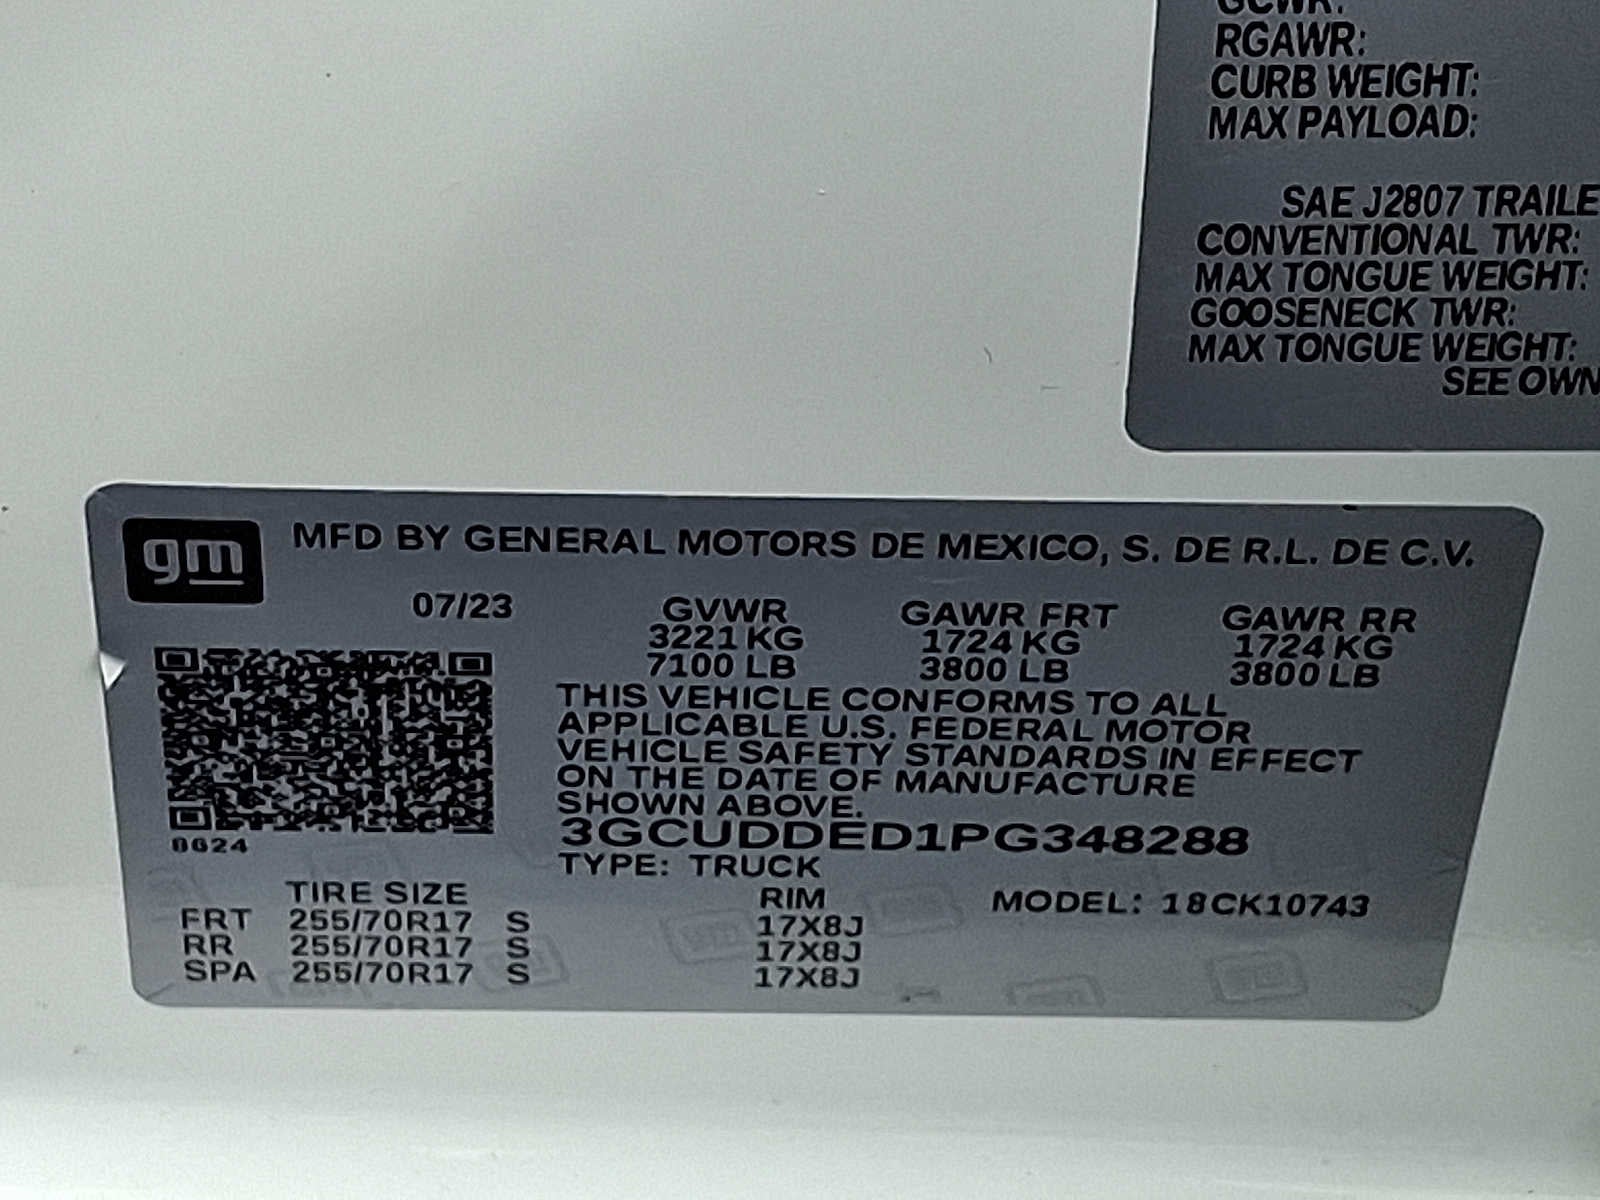 GCWR:
RGAWR:
CURB WEIGHT:
MAX PAYLOAD:
SAE J2807 TRAILE
CONVENTIONAL TWR:
MAX TONGUE WEIGHT:
GOOSENECK TWR:
MAX TONGUE WEIGHT:
SEE OWN
gm MFD BY GENERAL MOTORS DE MEXICO, S. DE R.L. DE C.V.
07/23 GVWR GAWR FRT GAWR RR
3221 KG 1724 KG 1724 KG
7100 LB 3800 LB 3800 LB
THIS VEHICLE CONFORMS TO ALL
APPLICABLE U.S. FEDERAL MOTOR
VEHICLE SAFETY STANDARDS IN EFFECT
ON THE DATE OF MANUFACTURE
SHOWN ABOVE.
3GCUDDED1PG348288
0624
TYPE: TRUCK
TIRE SIZE RIM MODEL: 18CK10743
FRT 255/70R17 S 17X8J
RR 255/70R17 S 17X8J
SPA 255/70R17 S 17X8J